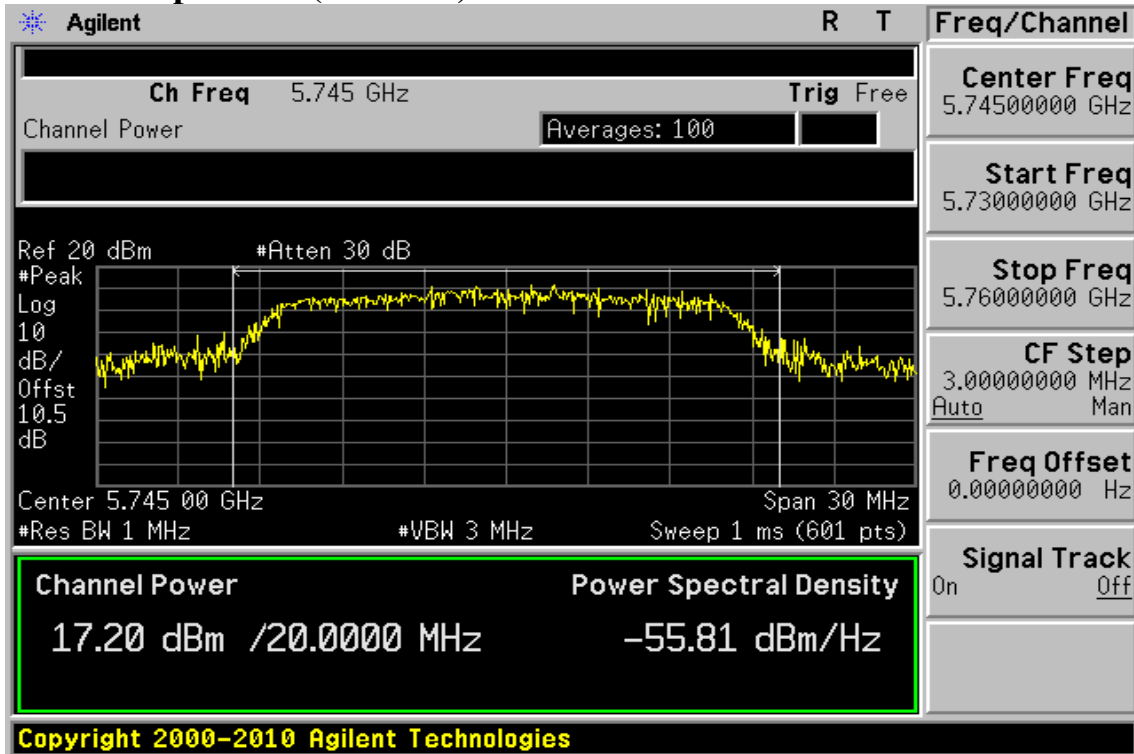 Agilent R T
Freq/Channel
Ch Freq 5.745 GHz Trig Free
Channel Power Averages: 100
Ref 20 dBm #Atten 30 dB
#Peak
Log
10
dB/
Offst
10.5
dB
Center 5.745 00 GHz Span 30 MHz
#Res BW 1 MHz #VBW 3 MHz Sweep 1 ms (601 pts)
Channel Power Power Spectral Density
17.20 dBm /20.0000 MHz -55.81 dBm/Hz
Center Freq
5.74500000 GHz
Start Freq
5.73000000 GHz
Stop Freq
5.76000000 GHz
CF Step
3.00000000 MHz
Auto Man
Freq Offset
0.00000000 Hz
Signal Track
On Off
Copyright 2000-2010 Agilent Technologies